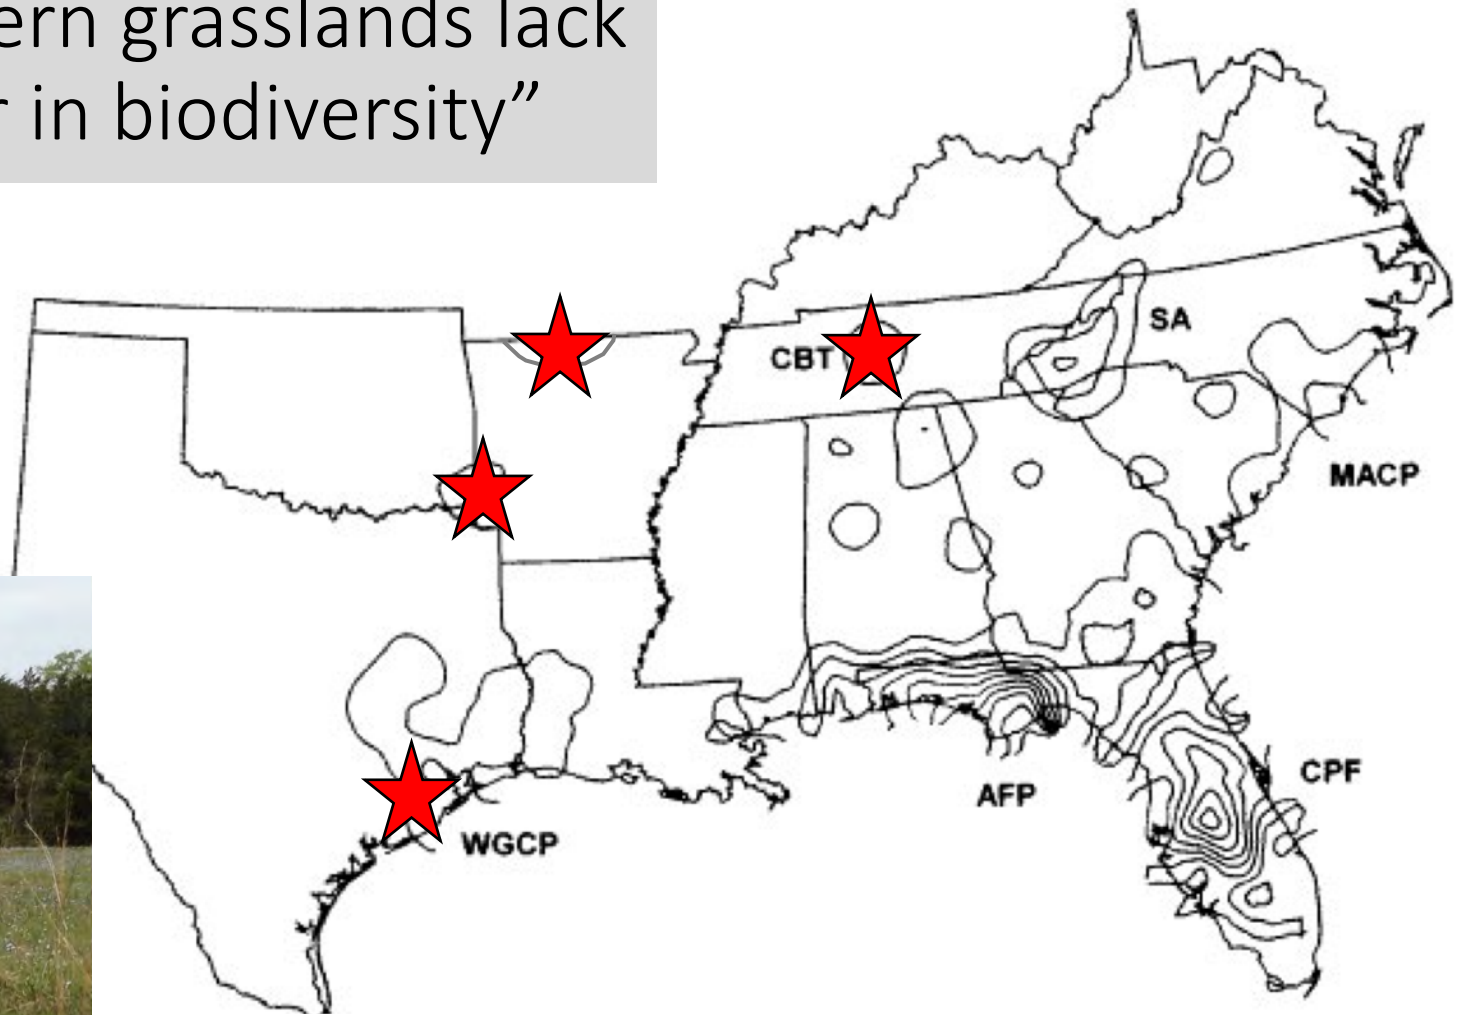 ern grasslands lack
in biodiversity”
SA
CBT
MACP
CPF
AFP
WGCP